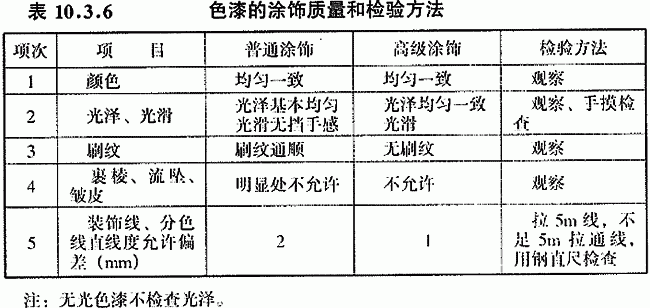 表 10.3.6 色漆的涂饰质量和检验方法
项次 项 目 普通涂饰 高级涂饰 检验方法
1 颜色 均匀一致 均匀一致 观察
2 光泽、光滑 光泽基本均匀 光滑无挡手感 光泽均匀一致 光滑 观察、手摸检查
3 刷纹 刷纹通顺 无刷纹 观察
4 裹棱、流坠、皱皮 明显处不允许 不允许 观察
5 装饰线、分色线直线度允许偏差（mm） 2 1 拉5m线，不足5m拉通线，用钢直尺检查
注：无光色漆不检查光泽。